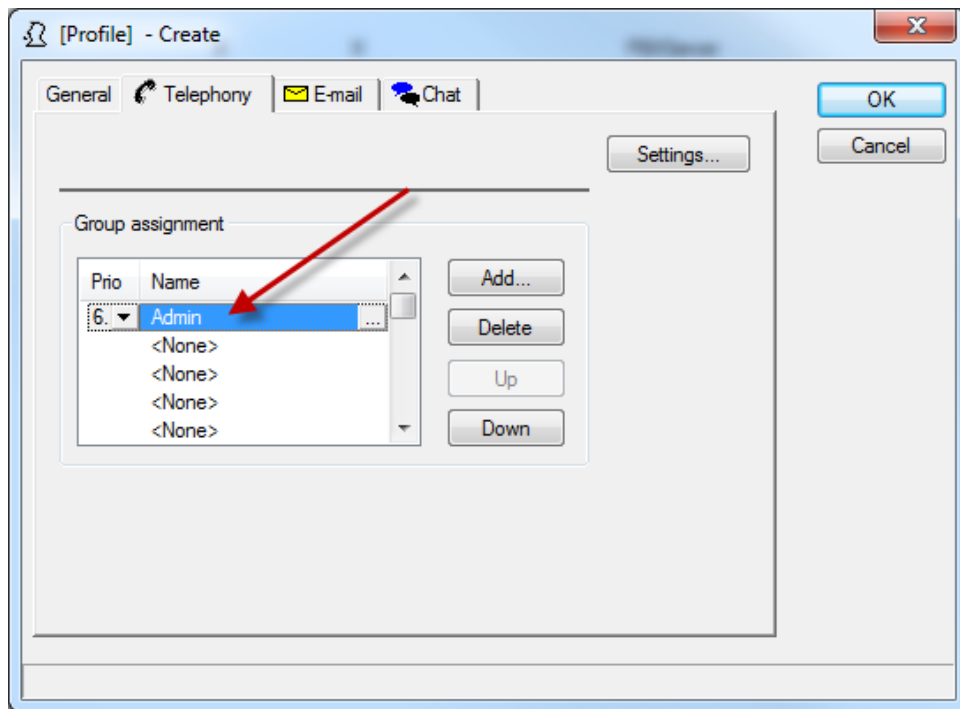 [Profile] - Create
General Telephony E-mail Chat
OK
Settings...
Cancel
Group assignment
Prio Name
Add...
6. Admin ...
Delete
<None>
<None>
Up
<None>
<None>
Down